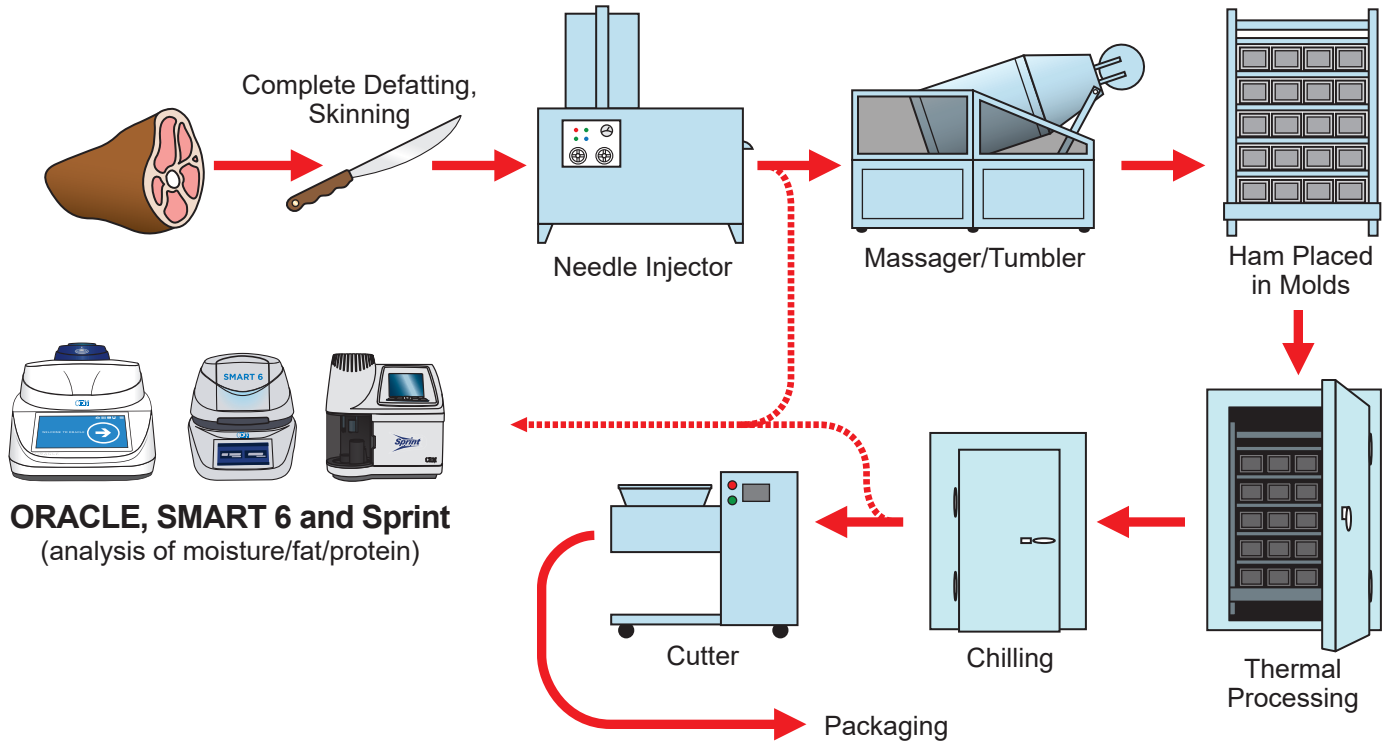 Complete Defatting,
Skinning
Needle Injector
Massager/Tumbler
Ham Placed
in Molds
SMART 6
Sprint
ORACLE, SMART 6 and Sprint
(analysis of moisture/fat/protein)
Cutter
Chilling
Thermal
Processing
Packaging